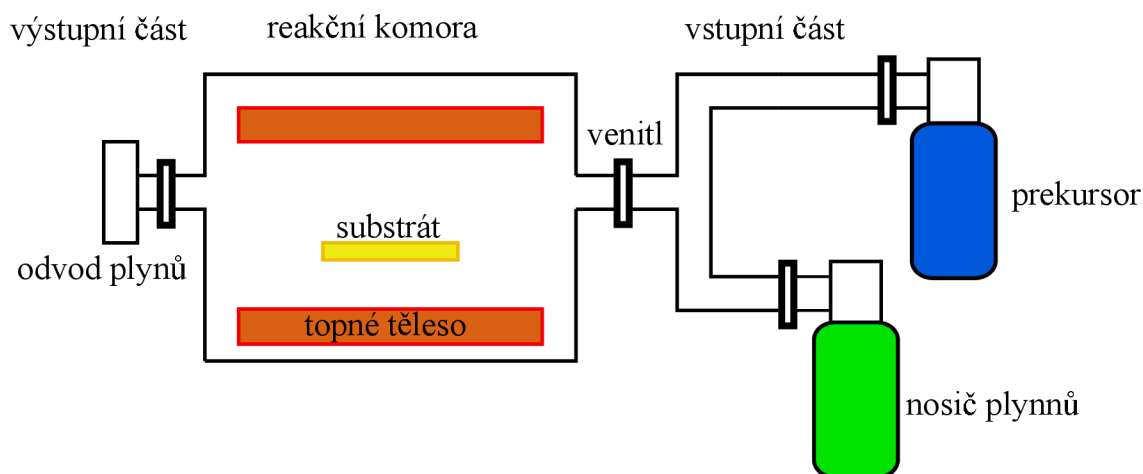 výstupní část
reakční komora
vstupní část
venitl
prekursor
substrát
odvod plynů
topné těleso
nosič plynnů